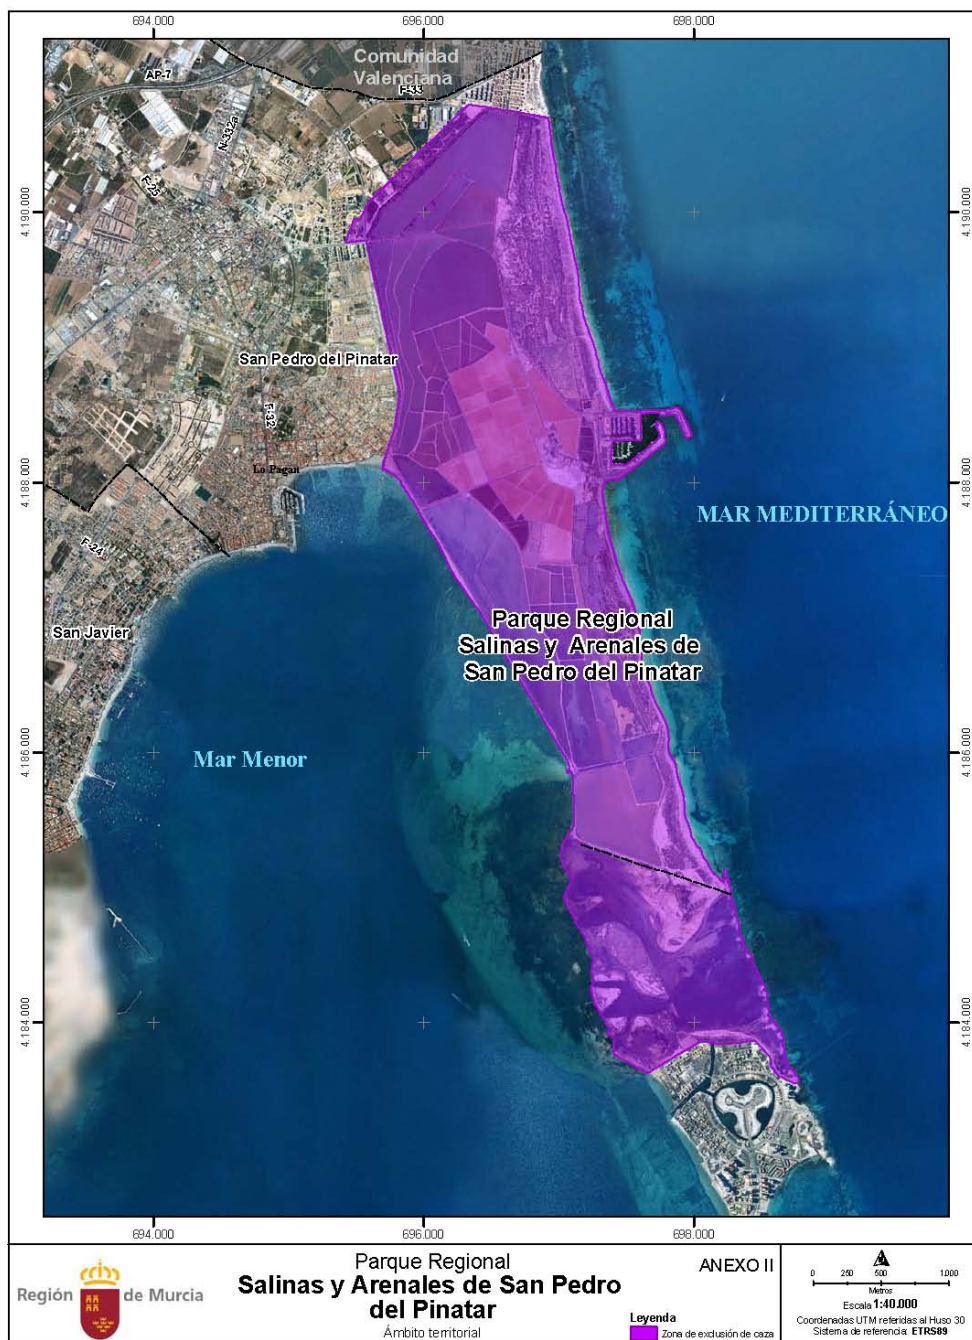 694.000
696.000
698.000
Comunidad
Valenciana
AP-7
F-33
N-332a
F-25
4.190.000
4.190.000
San Pedro del Pinatar
F-32
Lo Pagan
4.188.000
4.188.000
MAR MEDITERRÁNEO
F-24
San Javier
Parque Regional
Salinas y Arenales de
San Pedro del Pinatar
Mar Menor
4.186.000
4.186.000
4.184.000
4.184.000
694.000
696.000
698.000
Región de Murcia
Parque Regional
Salinas y Arenales de San Pedro
del Pinatar
Ámbito territorial
ANEXO II
Leyenda
Zona de exclusión de caza
0 250 500 1.000
Metros
Escala 1:40.000
Coordenadas UTM referidas al Huso 30
Sistema de referencia: ETRS89